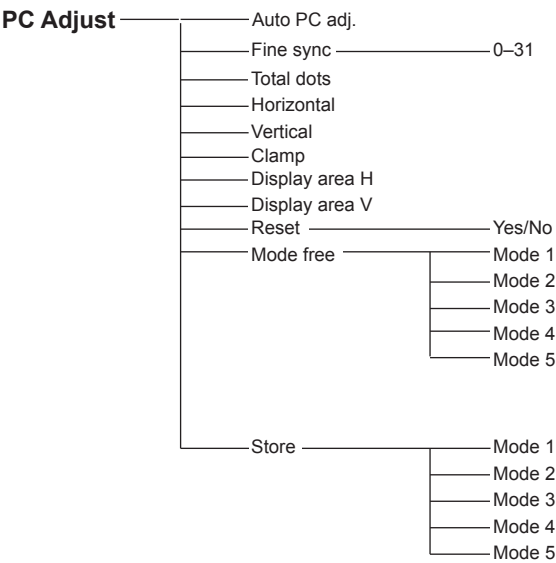 PC Adjust Auto PC adj.
Fine sync 0–31
Total dots
Horizontal
Vertical
Clamp
Display area H
Display area V
Reset Yes/No
Mode free Mode 1
Mode 2
Mode 3
Mode 4
Mode 5
Store Mode 1
Mode 2
Mode 3
Mode 4
Mode 5